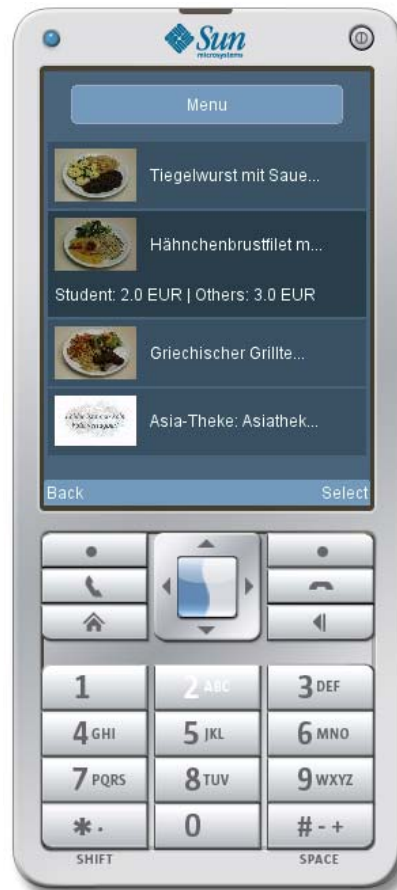 Sun
microsystems
Menu
Tiegelwurst mit Saue...
Hähnchenbrustfilet m...
Student: 2.0 EUR | Others: 3.0 EUR
Griechischer Grillte...
Asia-Theke: Asiathek...
Back Select
1 2 ABC 3 DEF
4 GHI 5 JKL 6 MNO
7 PQRS 8 TUV 9 WXYZ
* . 0 # - +
SHIFT SPACE